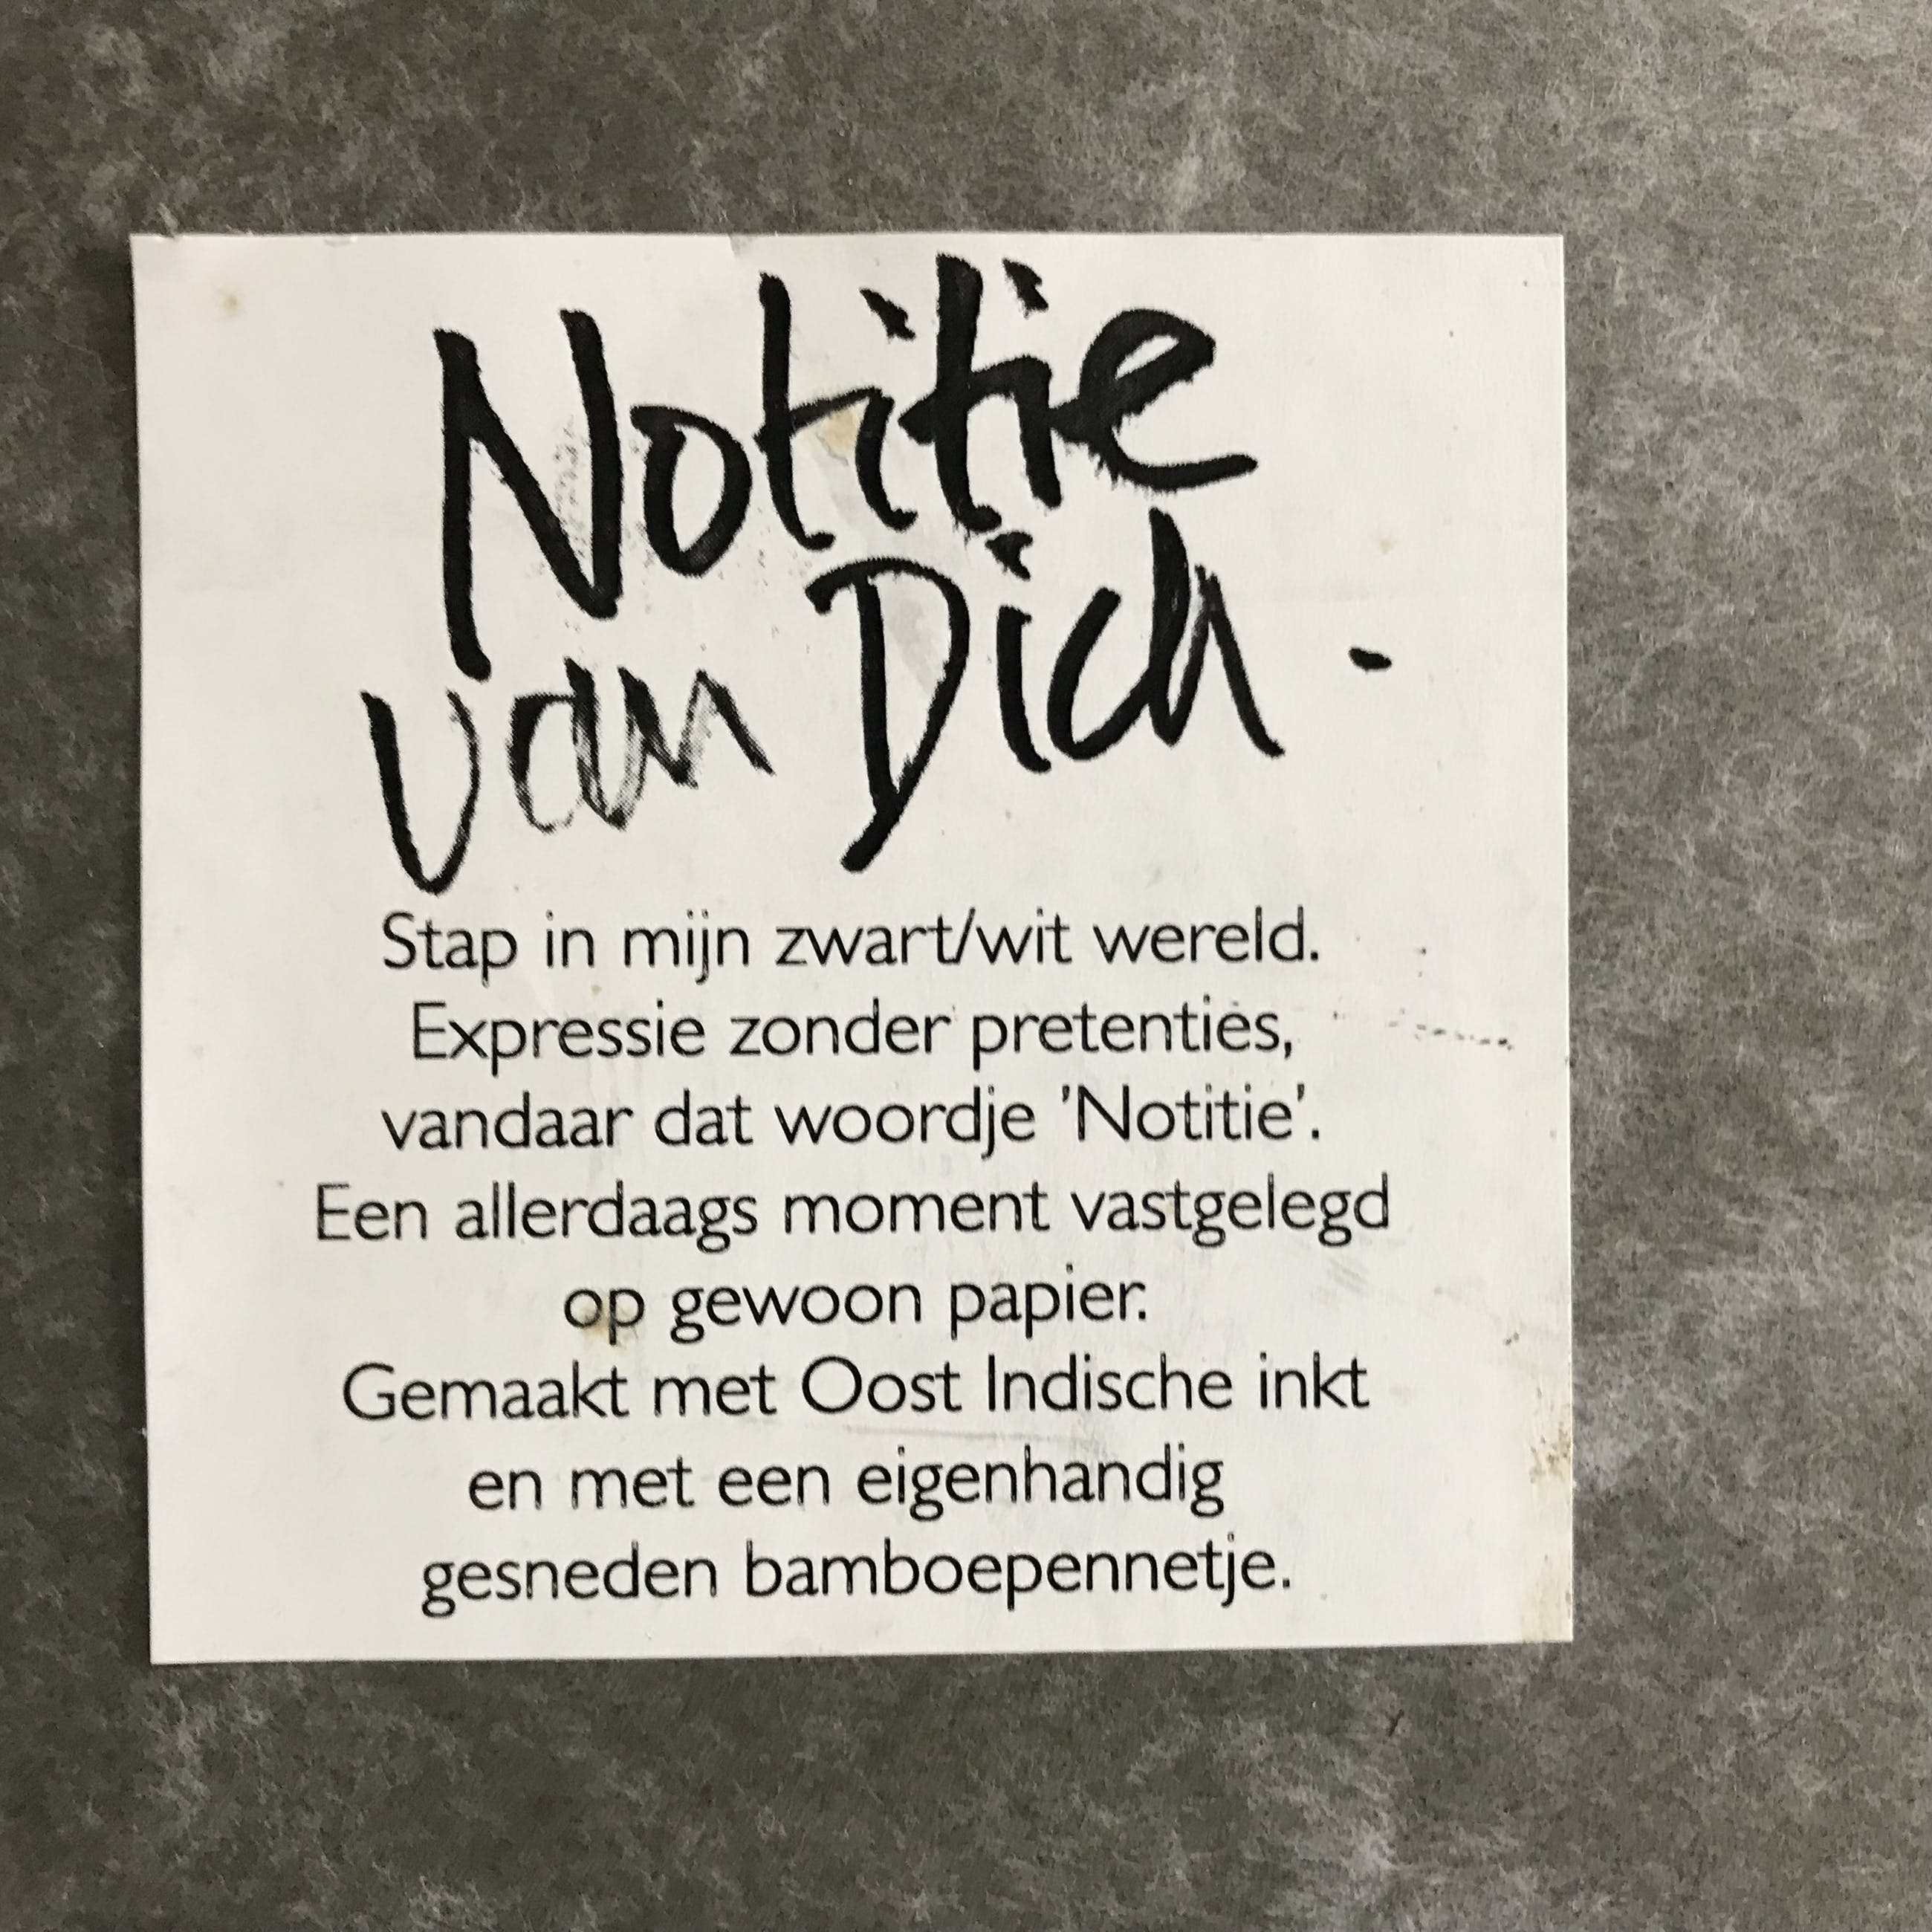 Notitie
van Dich.
Stap in mijn zwart/wit wereld.
Expressie zonder pretenties,
vandaar dat woordje 'Notitie'.
Een allerdaags moment vastgelegd
op gewoon papier.
Gemaakt met Oost Indische inkt
en met een eigenhandig
gesneden bamboepennetje.